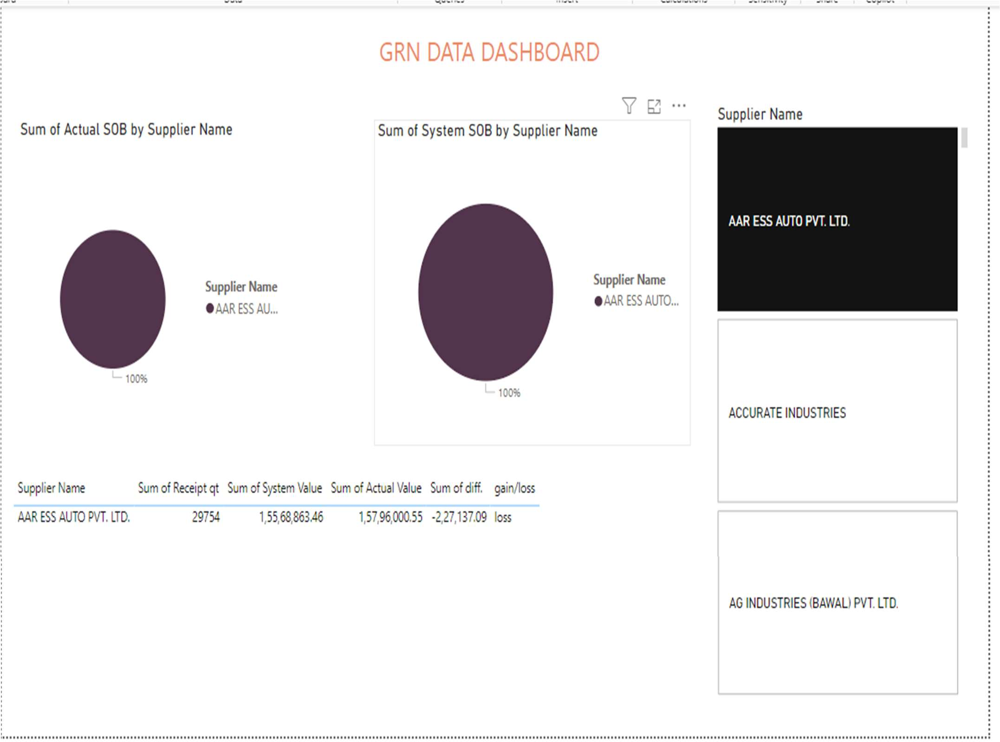 GRN DATA DASHBOARD
Sum of Actual SOB by Supplier Name
Supplier Name
AAR ESS AU...
100%
Sum of System SOB by Supplier Name
Supplier Name
AAR ESS AUTO...
100%
Supplier Name
AAR ESS AUTO PVT. LTD.
ACCURATE INDUSTRIES
AG INDUSTRIES (BAWAL) PVT. LTD.
Supplier Name Sum of Receipt qt Sum of System Value Sum of Actual Value Sum of diff. gain/loss
AAR ESS AUTO PVT. LTD. 29754 1,55,68,863.46 1,57,96,000.55 -2,27,137.09 loss